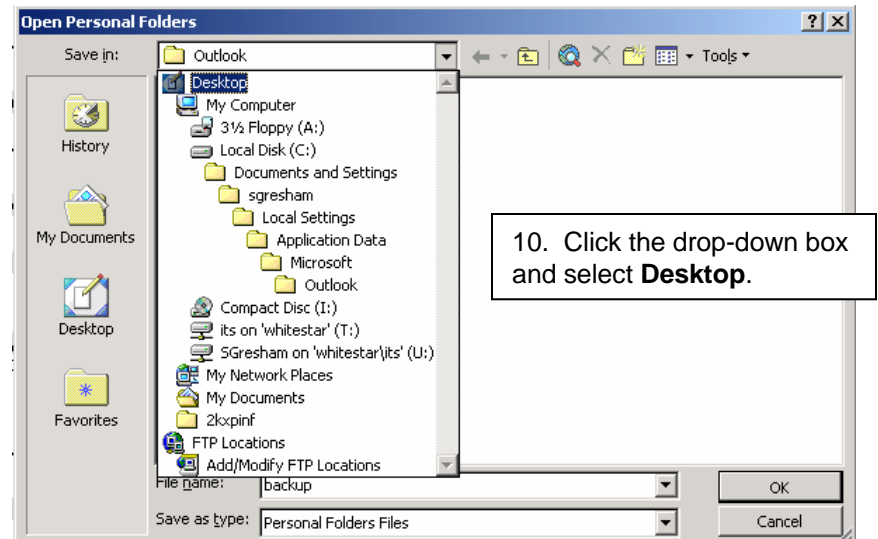 Open Personal Folders
Save in:
Outlook
Tools
Desktop
My Computer
3½ Floppy (A:)
Local Disk (C:)
Documents and Settings
sgresham
Local Settings
Application Data
Microsoft
Outlook
Compact Disc (I:)
its on 'whitestar' (T:)
SGresham on 'whitestar\its' (U:)
My Network Places
My Documents
2kxpinf
FTP Locations
Add/Modify FTP Locations
History
My Documents
Desktop
Favorites
10. Click the drop-down box
and select Desktop.
File name:
backup
OK
Save as type:
Personal Folders Files
Cancel